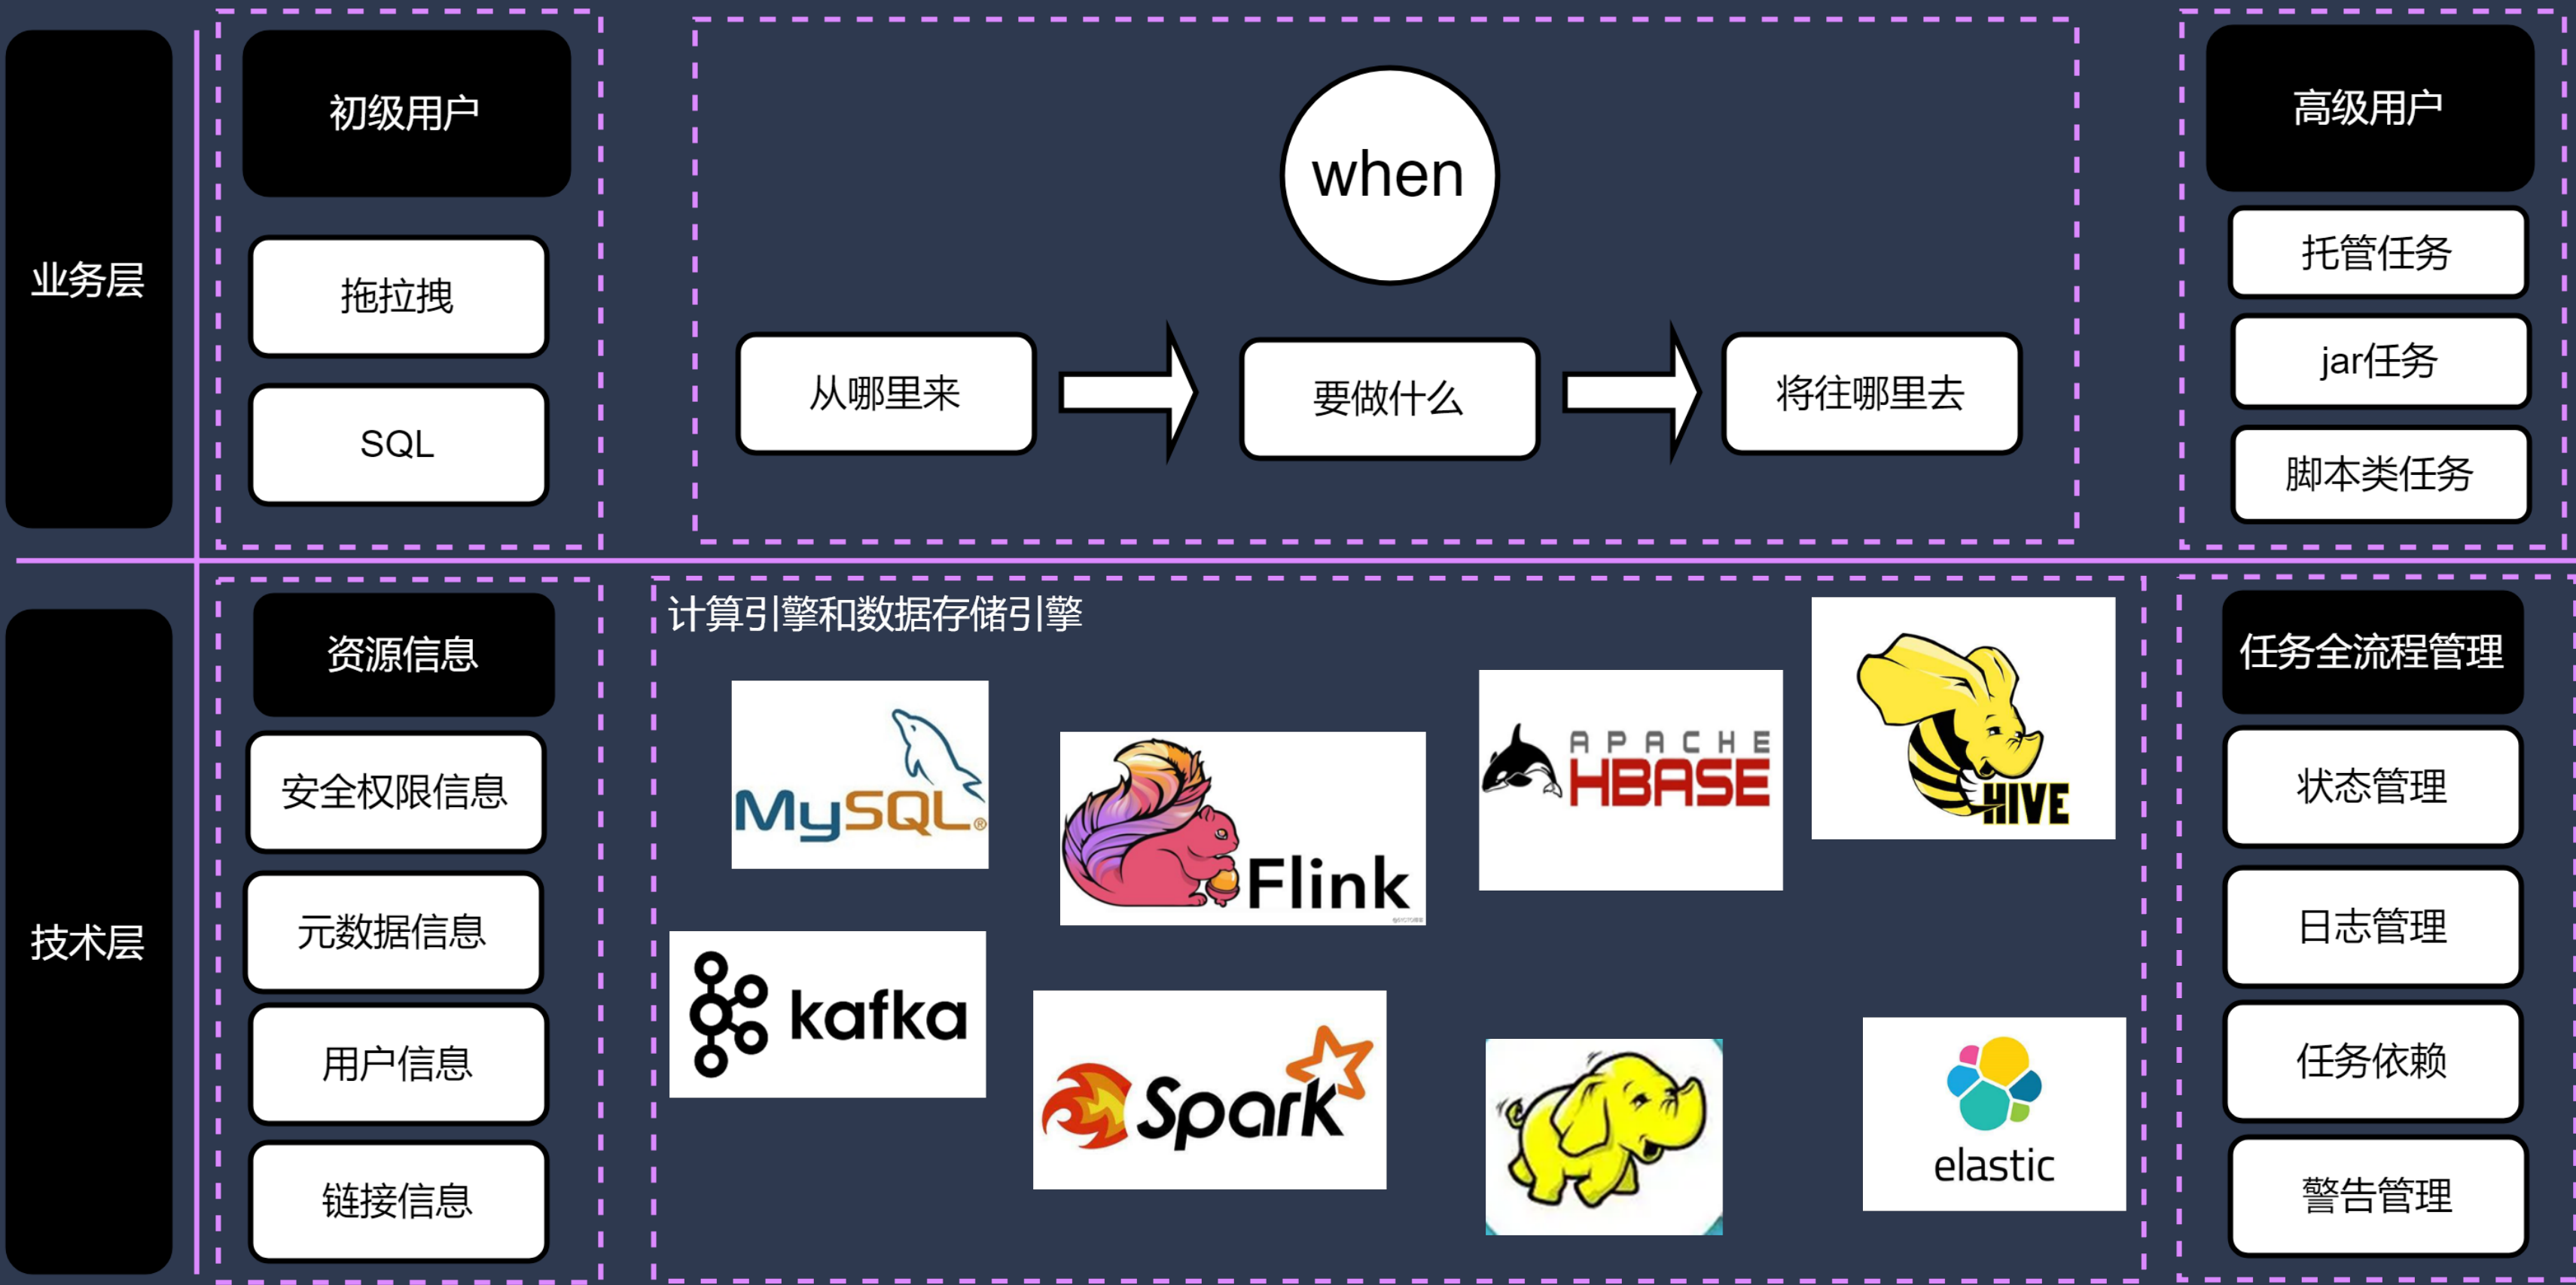 业务层
初级用户
拖拉拽
SQL
when
从哪里来
要做什么
将往哪里去
高级用户
托管任务
jar任务
脚本类任务
技术层
资源信息
安全权限信息
元数据信息
用户信息
链接信息
计算引擎和数据存储引擎
MySQL®
Flink
APACHE
HBASE
HIVE
kafka
Spark
elastic
任务全流程管理
状态管理
日志管理
任务依赖
警告管理